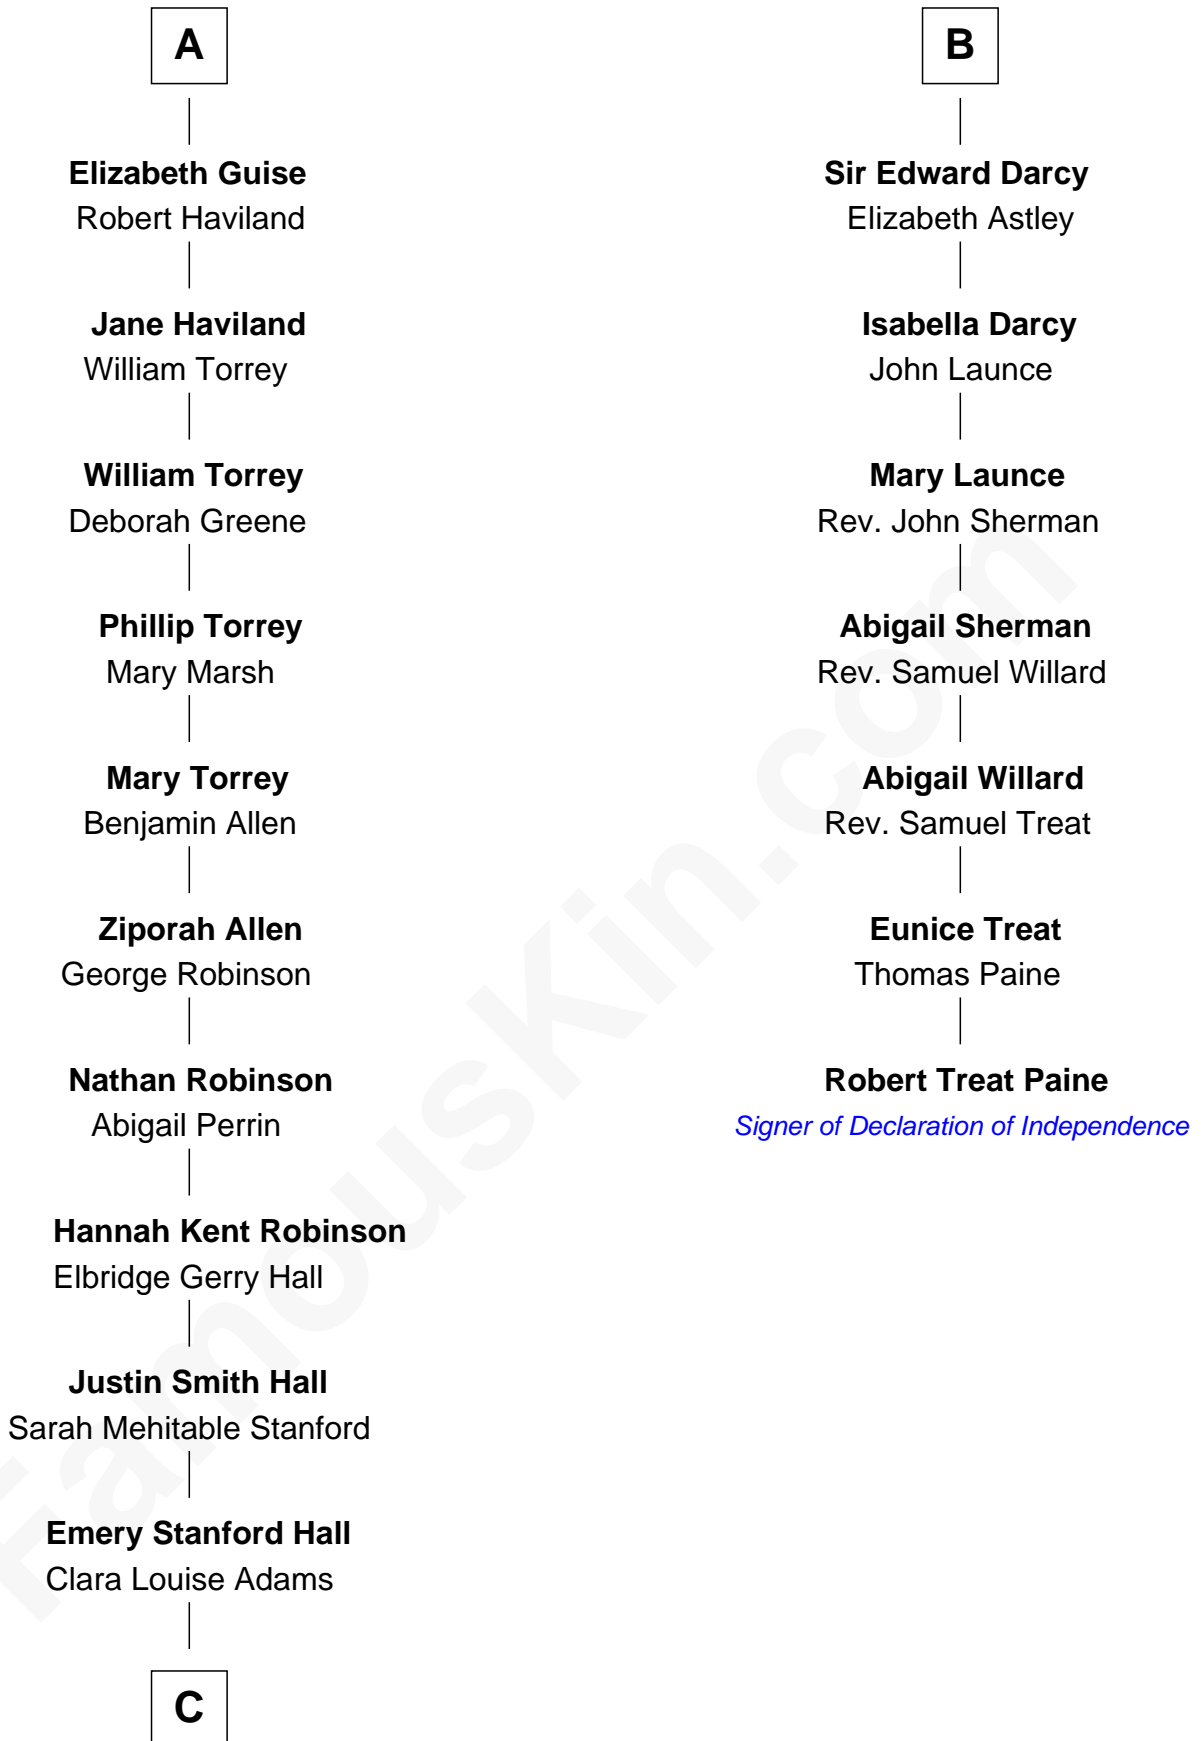 A
Elizabeth Guise
Robert Haviland
Jane Haviland
William Torrey
William Torrey
Deborah Greene
Phillip Torrey
Mary Marsh
Mary Torrey
Benjamin Allen
Ziporah Allen
George Robinson
Nathan Robinson
Abigail Perrin
Hannah Kent Robinson
Elbridge Gerry Hall
Justin Smith Hall
Sarah Mehitable Stanford
Emery Stanford Hall
Clara Louise Adams
C
B
Sir Edward Darcy
Elizabeth Astley
Isabella Darcy
John Launce
Mary Launce
Rev. John Sherman
Abigail Sherman
Rev. Samuel Willard
Abigail Willard
Rev. Samuel Treat
Eunice Treat
Thomas Paine
Robert Treat Paine
Signer of Declaration of Independence
FamousKin.com